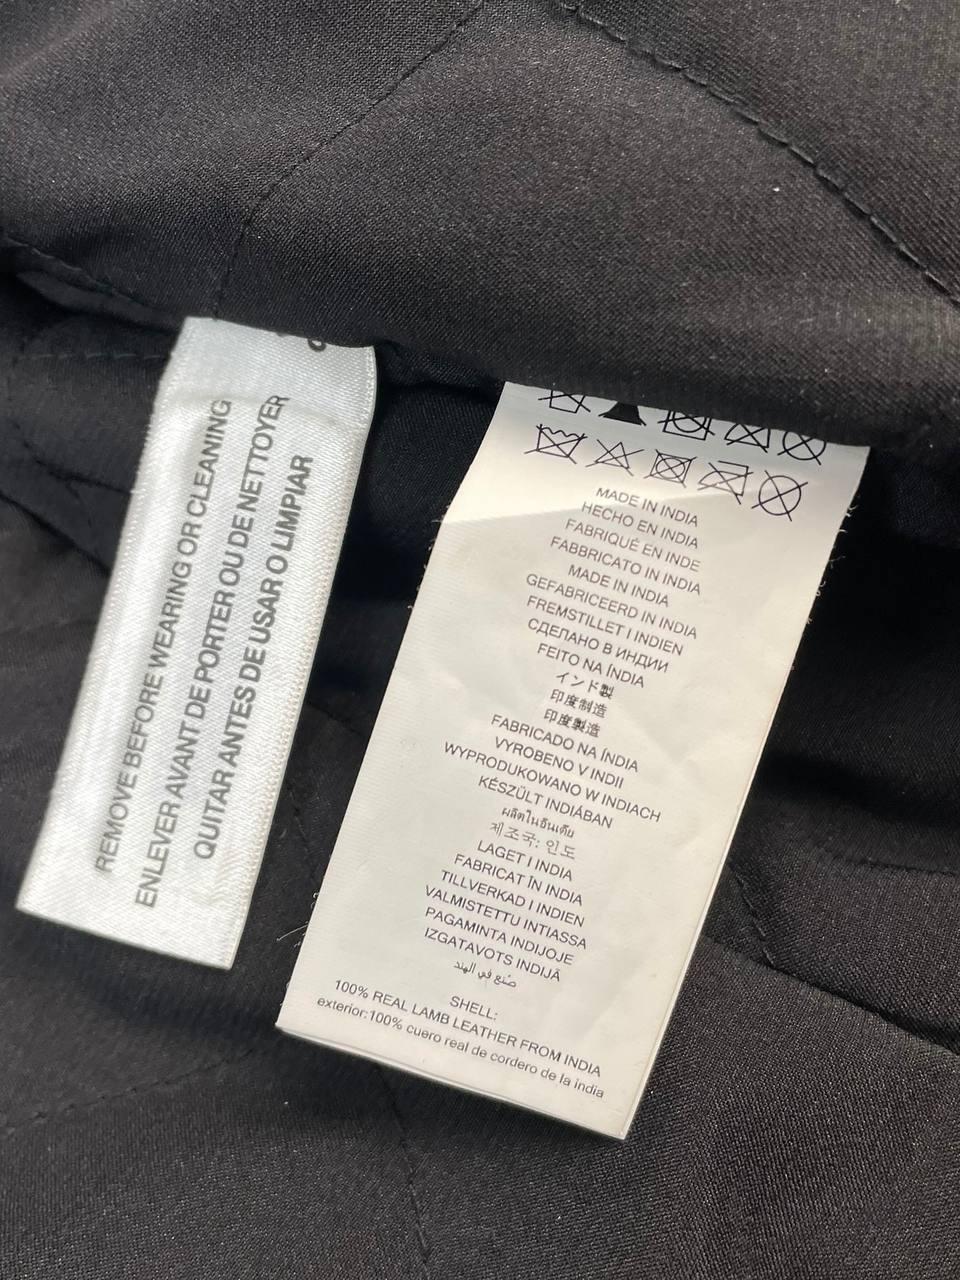 REMOVE BEFORE WEARING OR CLEANING
ENLEVER AVANT DE PORTER OU DE NETTOYER
QUITAR ANTES DE USAR O LIMPIAR
MADE IN INDIA
HECHO EN INDIA
FABRIQUÉ EN INDE
FABBRICATO IN INDIA
MADE IN INDIA
GEFABRICEERD IN INDIA
FREMSTILLET I INDIEN
СДЕЛАНО В ИНДИИ
FEITO NA ÍNDIA
インド製
印度制造
印度製造
FABRICADO NA ÍNDIA
VYROBENO V INDII
WYPRODUKOWANO W INDIACH
KÉSZÜLT INDIÁBAN
ผลิตในอินเดีย
제조국: 인도
LAGET I INDIA
FABRICAT ÎN INDIA
TILLVERKAD I INDIEN
VALMISTETTU INTIASSA
PAGAMINTA INDIJOJE
IZGATAVOTS INDIJĀ
صنع في الهند
SHELL:
100% REAL LAMB LEATHER FROM INDIA
exterior:100% cuero real de cordero de la india